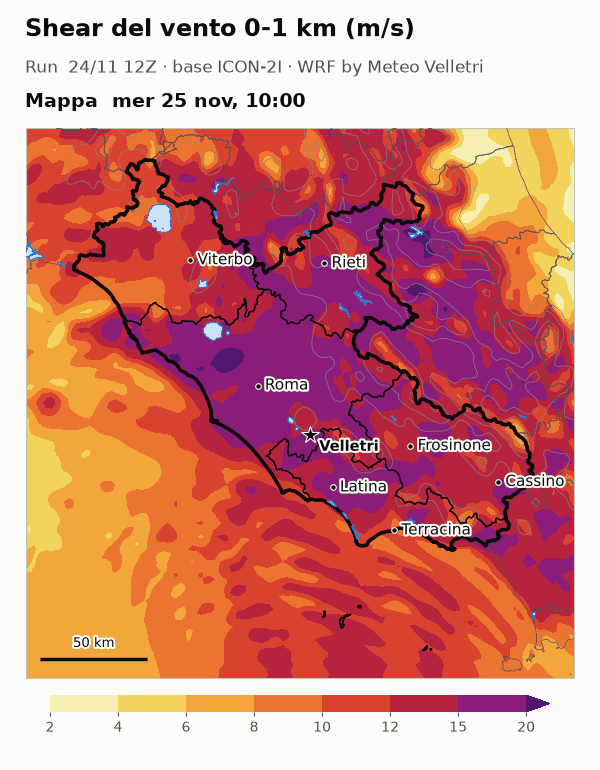 Shear del vento 0-1 km (m/s)
Run 24/11 12Z · base ICON-2I · WRF by Meteo Velletri
Mappa mer 25 nov, 10:00
Viterbo
Rieti
Roma
Velletri
Frosinone
Cassino
Latina
Terracina
50 km
2 4 6 8 10 12 15 20